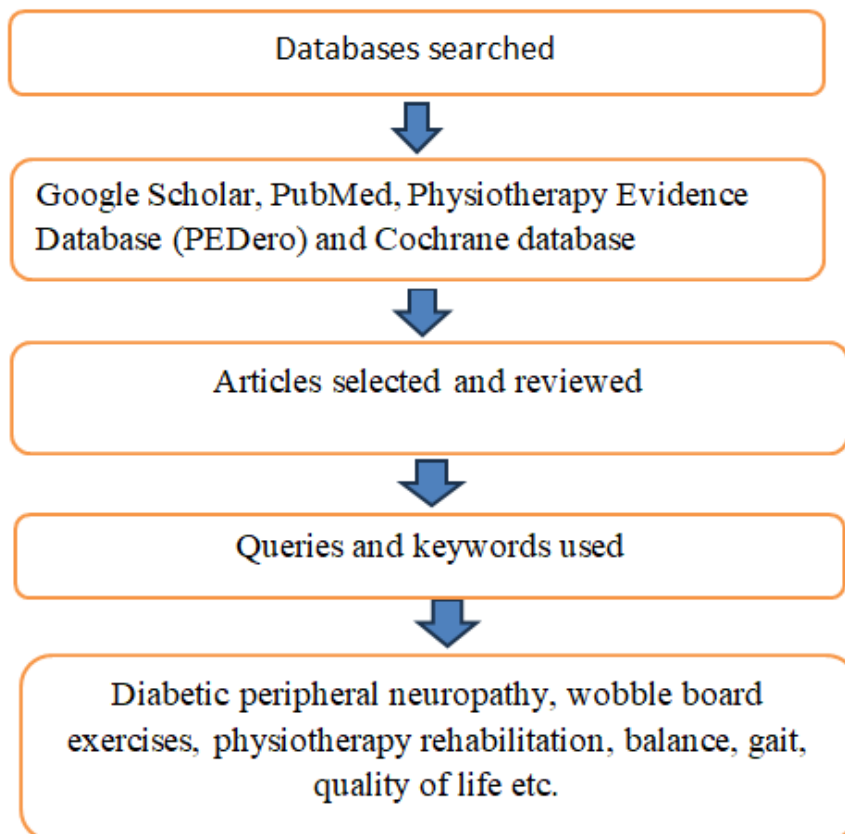 Databases searched
Google Scholar, PubMed, Physiotherapy Evidence
Database (PEDero) and Cochrane database
Articles selected and reviewed
Queries and keywords used
Diabetic peripheral neuropathy, wobble board
exercises, physiotherapy rehabilitation, balance, gait,
quality of life etc.